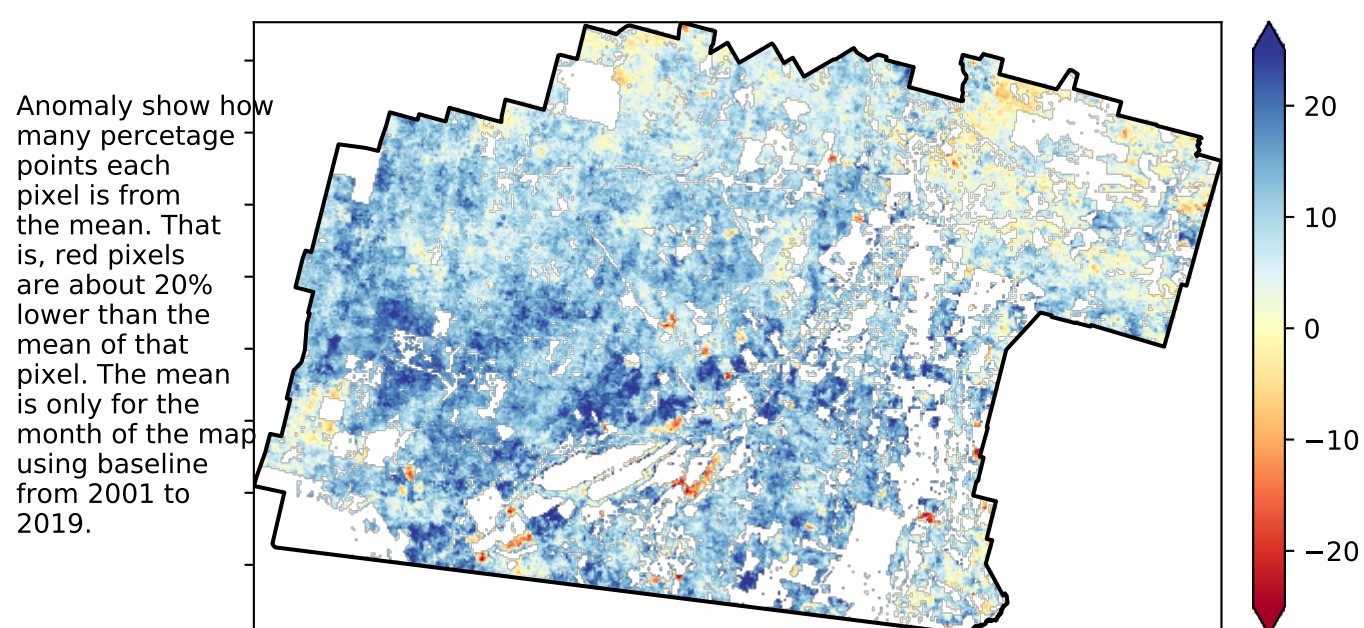 Anomaly show how
many percetage
points each
pixel is from
the mean. That
is, red pixels
are about 20%
lower than the
mean of that
pixel. The mean
is only for the
month of the map
using baseline
from 2001 to
2019.
20
10
0
−10
−20